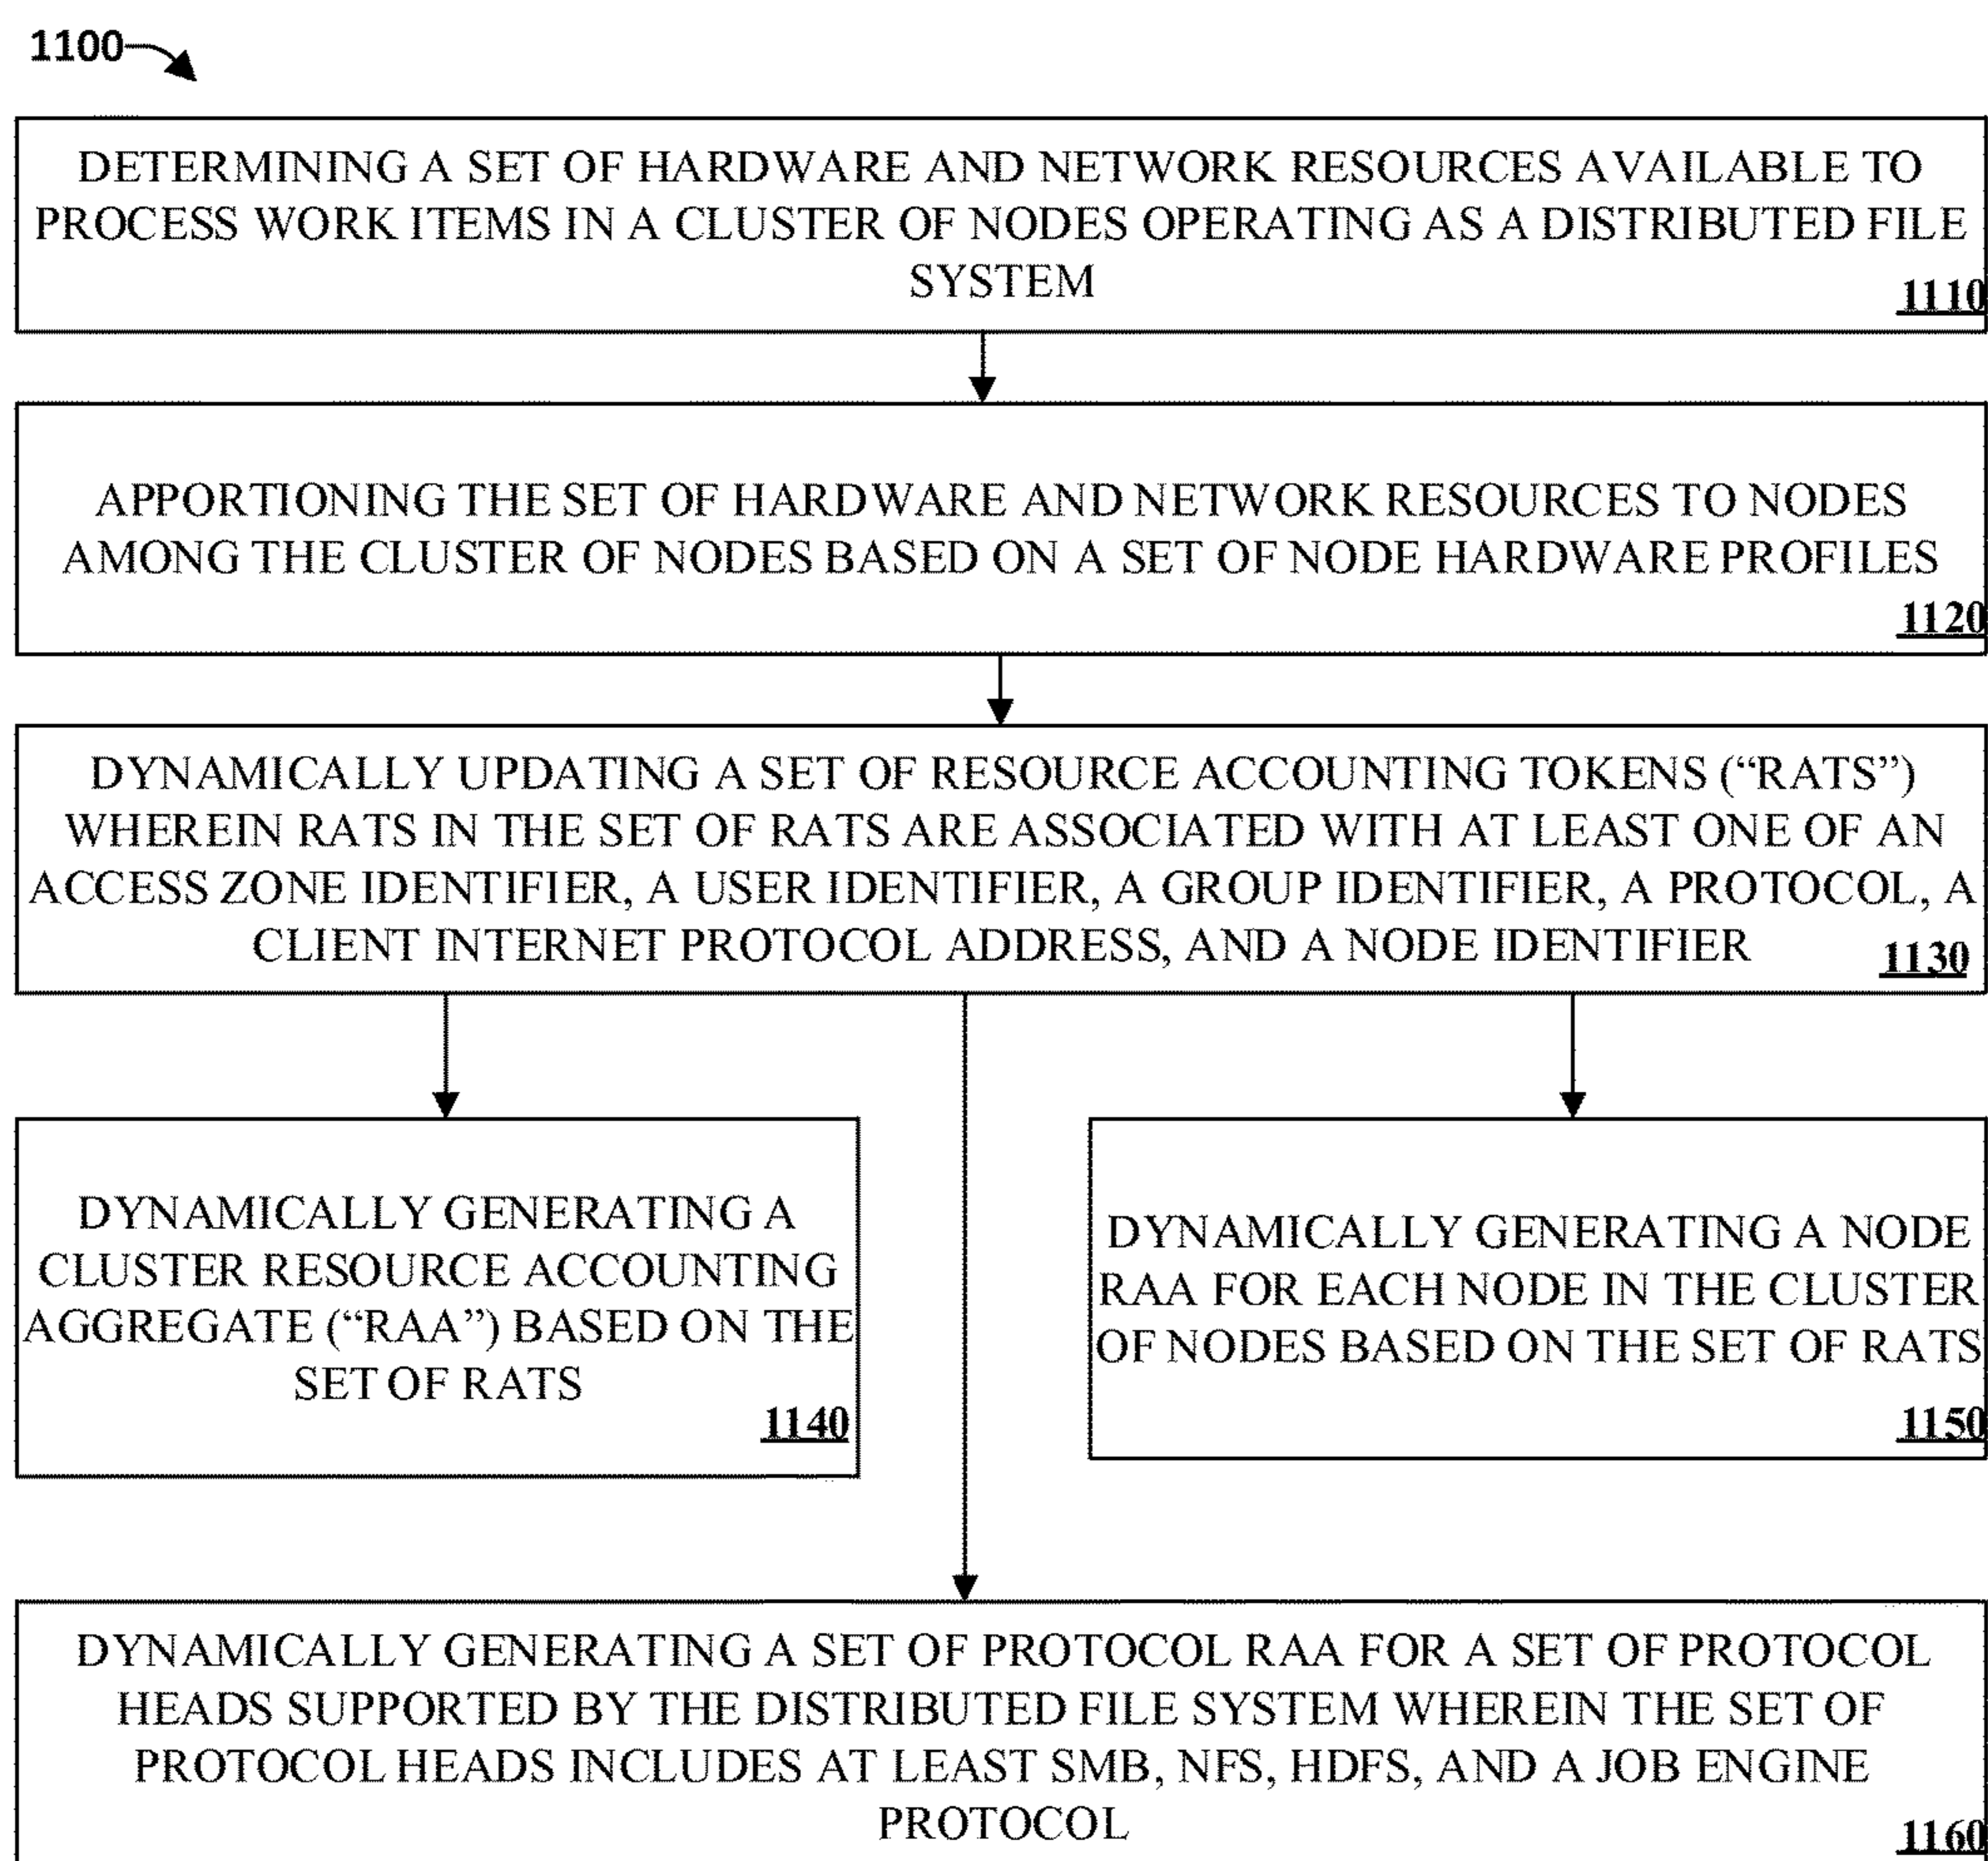 1100
DETERMINING A SET OF HARDWARE AND NETWORK RESOURCES AVAILABLE TO
PROCESS WORK ITEMS IN A CLUSTER OF NODES OPERATING AS A DISTRIBUTED FILE
SYSTEM
1110
APPORTIONING THE SET OF HARDWARE AND NETWORK RESOURCES TO NODES
AMONG THE CLUSTER OF NODES BASED ON A SET OF NODE HARDWARE PROFILES
1120
DYNAMICALLY UPDATING A SET OF RESOURCE ACCOUNTING TOKENS (“RATS”)
WHEREIN RATS IN THE SET OF RATS ARE ASSOCIATED WITH AT LEAST ONE OF AN
ACCESS ZONE IDENTIFIER, A USER IDENTIFIER, A GROUP IDENTIFIER, A PROTOCOL, A
CLIENT INTERNET PROTOCOL ADDRESS, AND A NODE IDENTIFIER
1130
DYNAMICALLY GENERATING A
CLUSTER RESOURCE ACCOUNTING
AGGREGATE (“RAA”) BASED ON THE
SET OF RATS
1140
DYNAMICALLY GENERATING A NODE
RAA FOR EACH NODE IN THE CLUSTER
OF NODES BASED ON THE SET OF RATS
1150
DYNAMICALLY GENERATING A SET OF PROTOCOL RAA FOR A SET OF PROTOCOL
HEADS SUPPORTED BY THE DISTRIBUTED FILE SYSTEM WHEREIN THE SET OF
PROTOCOL HEADS INCLUDES AT LEAST SMB, NFS, HDFS, AND A JOB ENGINE
PROTOCOL
1160